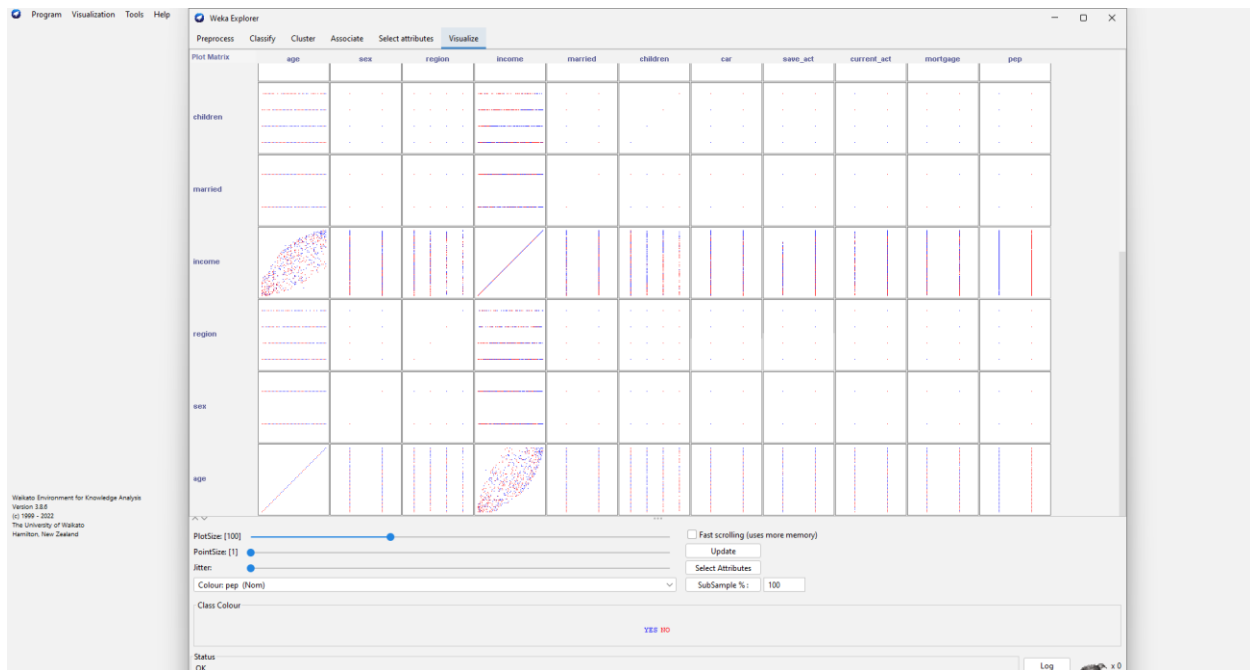 Program Visualization Tools Help
Weka Explorer
Preprocess Classify Cluster Associate Select attributes Visualize
Plot Matrix age sex region income married children car save_act current_act mortgage pep
children
married
income
region
sex
age
Waikato Environment for Knowledge Analysis
Version 3.8.6
(c) 1999 - 2022
The University of Waikato
Hamilton, New Zealand
PlotSize: [100]
Fast scrolling (uses more memory)
PointSize: [1]
Update
Jitter:
Select Attributes
Colour: pep (Nom)
SubSample % : 100
Class Colour
YES NO
Status
OK
Log
x 0